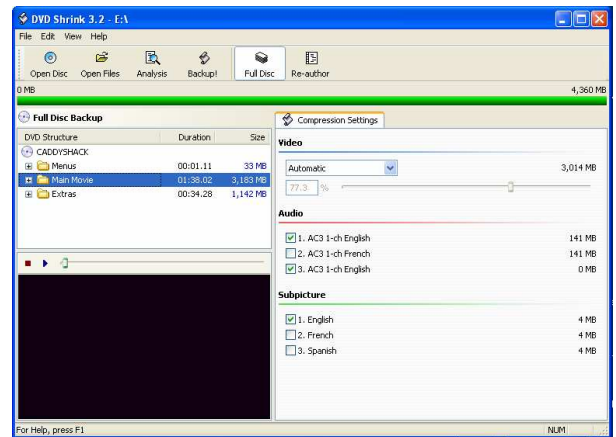 DVD Shrink 3.2 - E:\
File Edit View Help
Open Disc Open Files Analysis Backup! Full Disc Re-author
0 MB 4,360 MB
Full Disc Backup
DVD Structure Duration Size
CADDYSHACK
Menus 00:01.11 33 MB
Main Movie 01:38.02 3,183 MB
Extras 00:34.28 1,142 MB
Compression Settings
Video
Automatic 3,014 MB
77.3 %
Audio
1. AC3 1-ch English 141 MB
2. AC3 1-ch French 141 MB
3. AC3 1-ch English 0 MB
Subpicture
1. English 4 MB
2. French 4 MB
3. Spanish 4 MB
For Help, press F1 NUM